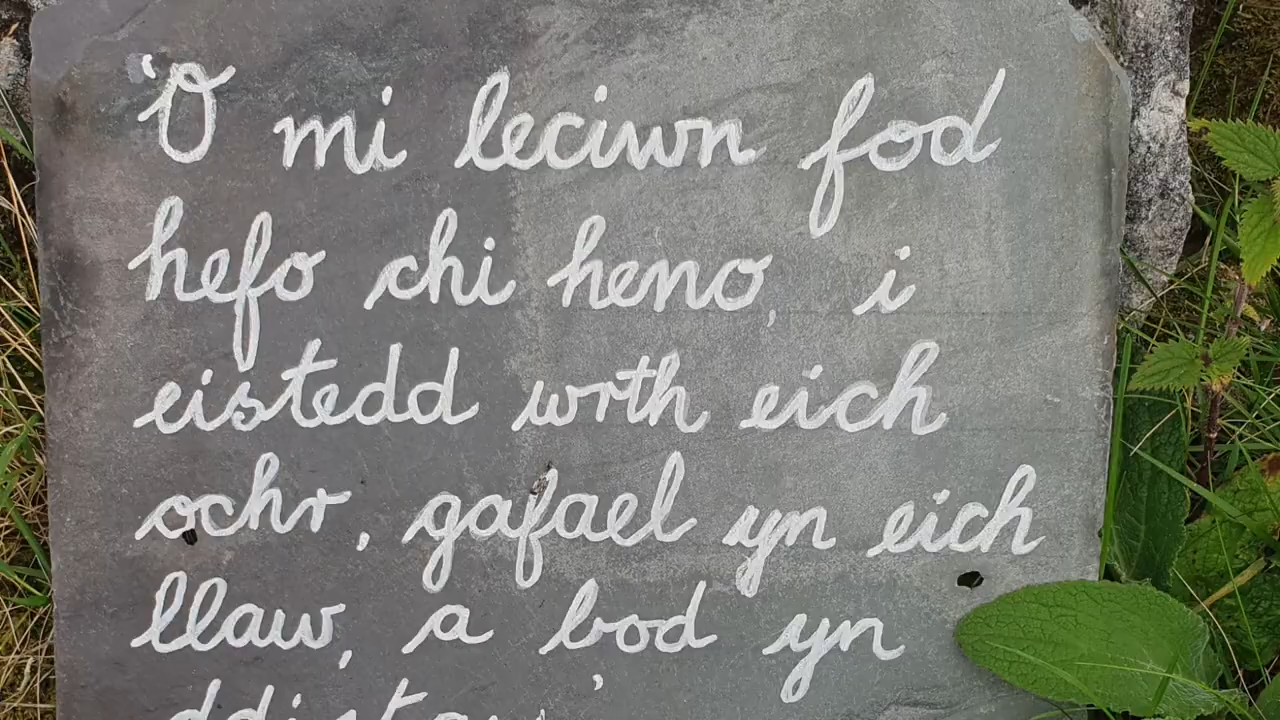 'O mi leciwn fod
hefo chi heno, i
eistedd wrth eich
ochr, gafael yn eich
llaw, a bod yn